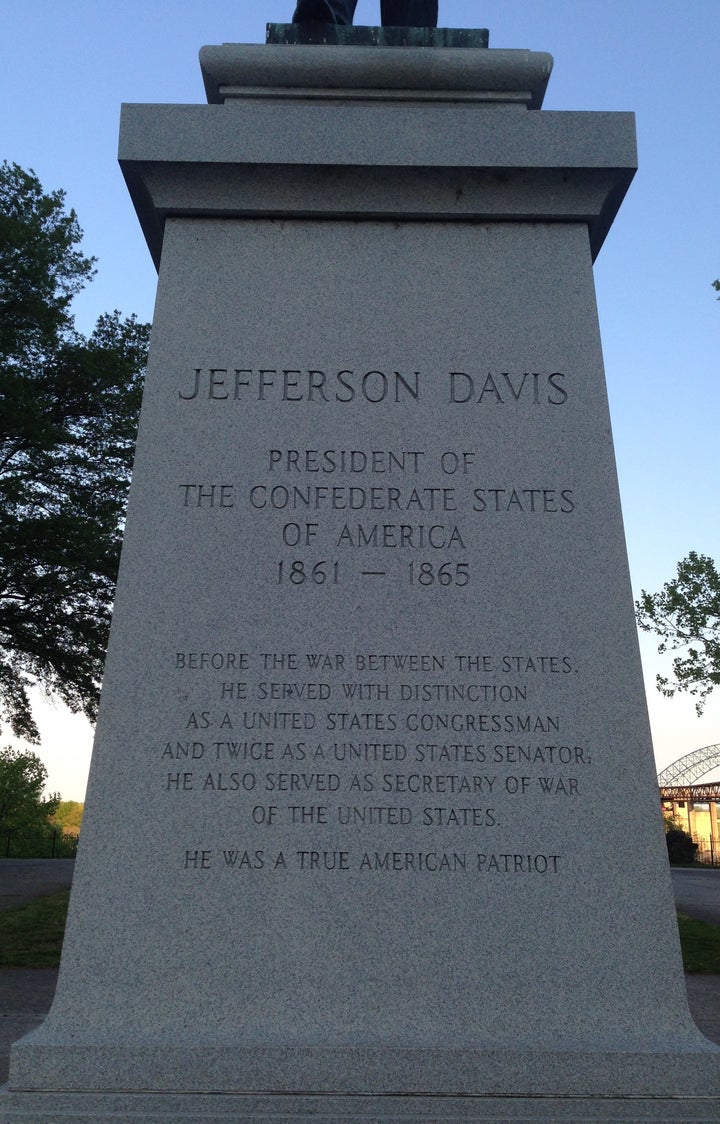 JEFFERSON DAVIS
PRESIDENT OF
THE CONFEDERATE STATES
OF AMERICA
1861 — 1865
BEFORE THE WAR BETWEEN THE STATES,
HE SERVED WITH DISTINCTION
AS A UNITED STATES CONGRESSMAN
AND TWICE AS A UNITED STATES SENATOR;
HE ALSO SERVED AS SECRETARY OF WAR
OF THE UNITED STATES.
HE WAS A TRUE AMERICAN PATRIOT